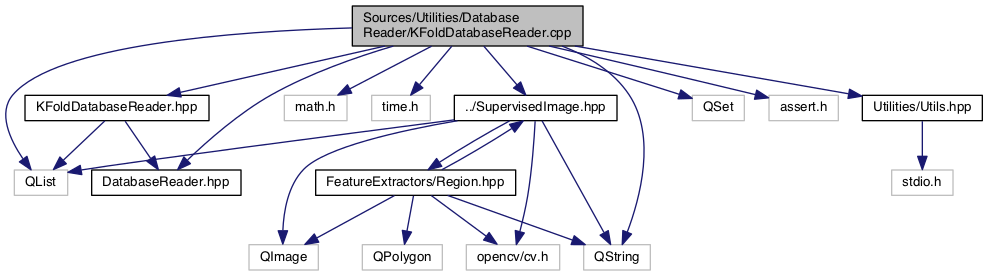 Sources/Utilities/Database
Reader/KFoldDatabaseReader.cpp
KFoldDatabaseReader.hpp
math.h
time.h
../SupervisedImage.hpp
QSet
assert.h
Utilities/Utils.hpp
QList
DatabaseReader.hpp
FeatureExtractors/Region.hpp
stdio.h
QImage
QPolygon
opencv/cv.h
QString